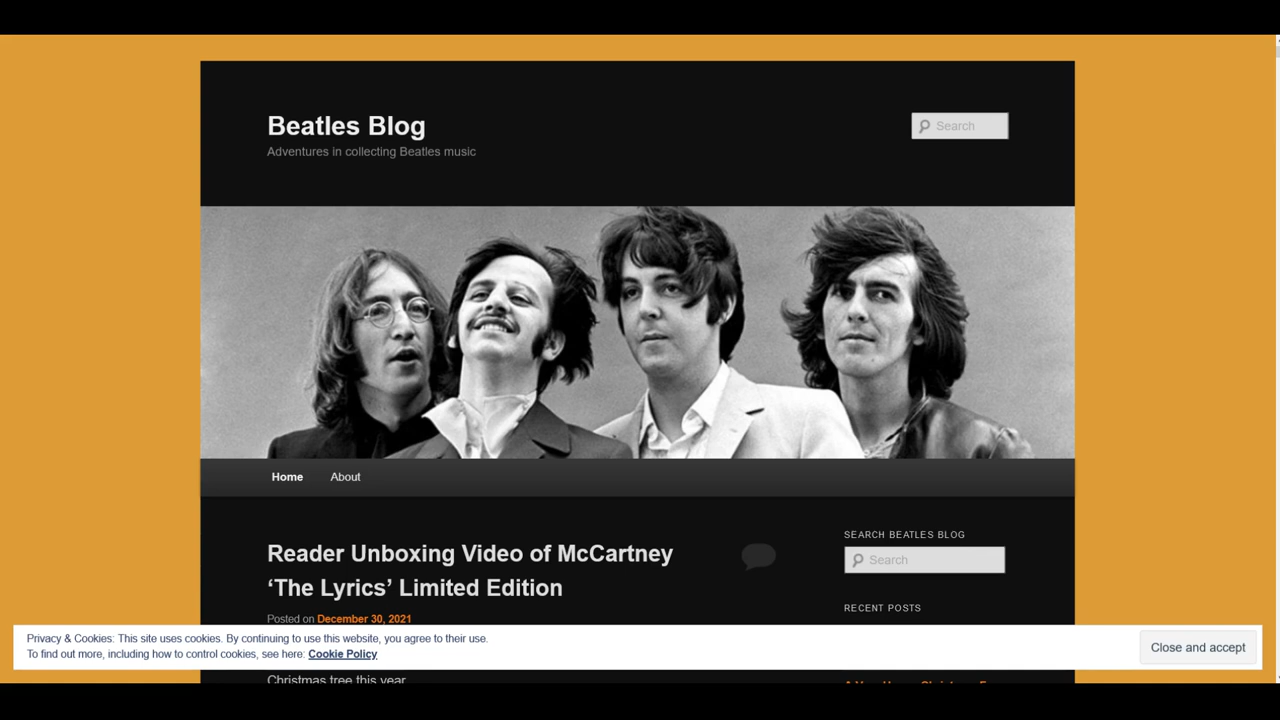 Beatles Blog
Adventures in collecting Beatles music
Search
Home
About
Reader Unboxing Video of McCartney
‘The Lyrics’ Limited Edition
Posted on December 30, 2021
SEARCH BEATLES BLOG
Search
RECENT POSTS
Privacy & Cookies: This site uses cookies. By continuing to use this website, you agree to their use.
To find out more, including how to control cookies, see here: Cookie Policy
Close and accept
Christmas tree this year